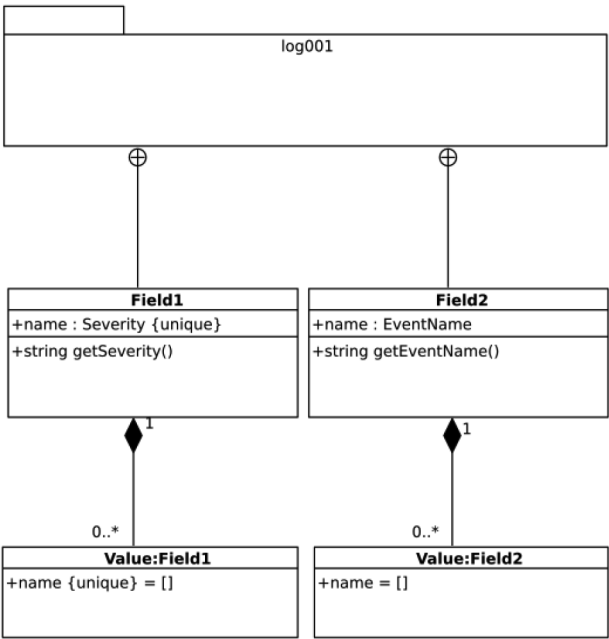 log001
Field1
+name : Severity {unique}
+string getSeverity()
Field2
+name : EventName
+string getEventName()
1
0..*
1
0..*
Value:Field1
+name {unique} = []
Value:Field2
+name = []